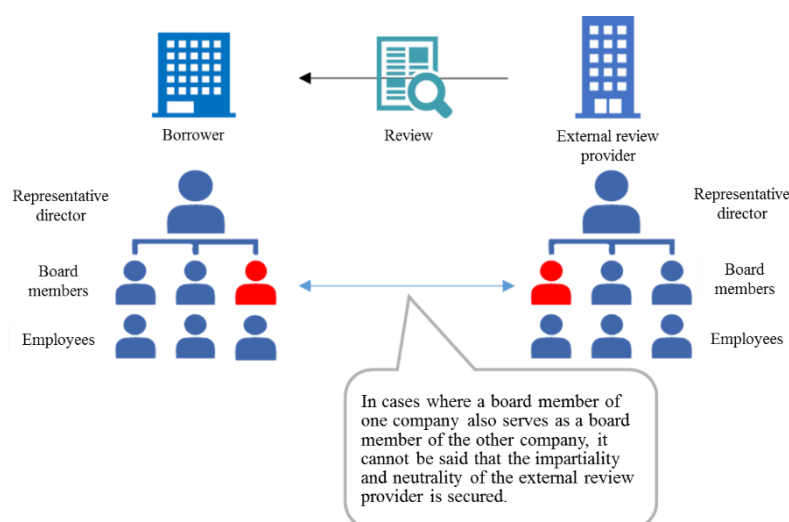 Borrower
Review
External review
provider
Representative
director
Representative
director
Board
members
Board
members
Employees
Employees
In cases where a board member of
one company also serves as a board
member of the other company, it
cannot be said that the impartiality
and neutrality of the external review
provider is secured.